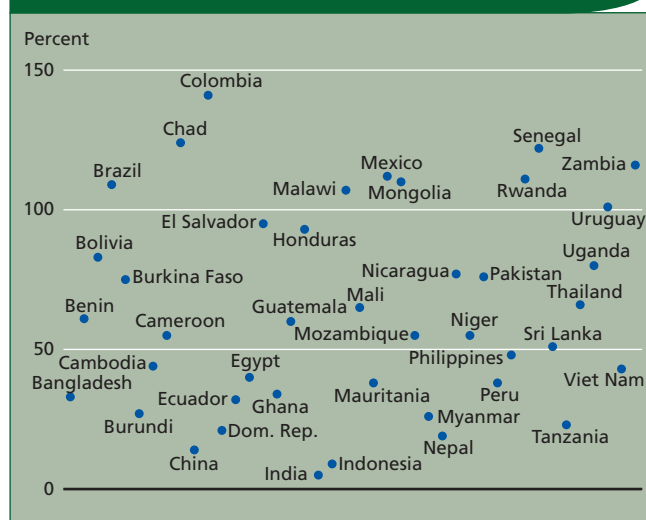 Percent
150
Colombia
Chad
Senegal
Mexico
Zambia
Brazil
Malawi
Mongolia
Rwanda
100
El Salvador
Uruguay
Honduras
Bolivia
Uganda
Burkina Faso
Nicaragua
Pakistan
Mali
Thailand
Benin
Guatemala
Cameroon
Mozambique
Niger
Sri Lanka
50
Philippines
Cambodia
Egypt
Viet Nam
Bangladesh
Ecuador
Ghana
Mauritania
Peru
Burundi
Dom. Rep.
Myanmar
Nepal
Tanzania
China
India
Indonesia
0